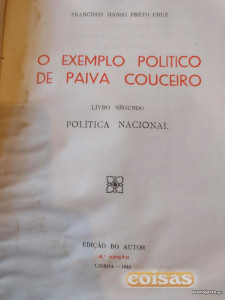 FRANCISCO MANSO PRETO CRUZ
O EXEMPLO POLITICO
DE PAIVA COUCEIRO
LIVRO SEGUNDO
POLÍTICA NACIONAL
EDIÇÃO DO AUTOR
LISBOA
coisas